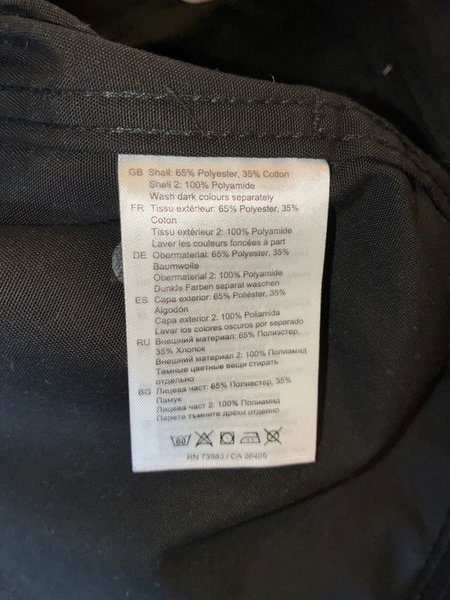 GB Shell: 65% Polyester, 35% Cotton
Shell 2: 100% Polyamide
Wash dark colours separately
FR Tissu extérieur: 65% Polyester, 35%
Coton
Tissu extérieur 2: 100% Polyamide
Laver les couleurs foncées à part
DE Obermaterial: 65% Polyester, 35%
Baumwolle
Obermaterial 2: 100% Polyamide
Dunkle Farben separat waschen
ES Capa exterior: 65% Poliéster, 35%
Algodón
Capa exterior 2: 100% Poliamida
Lavar los colores oscuros por separado
RU Внешний материал: 65% Полиэстер,
35% Хлопок
Внешний материал 2: 100% Полиамид
Темные цветные вещи стирать
отдельно
BG Лицева част: 65% Полиестер, 35%
Памук
Лицева част 2: 100% Полиамид
Перете тъмните дрехи отделно
60
RN 73983 / CA 36405